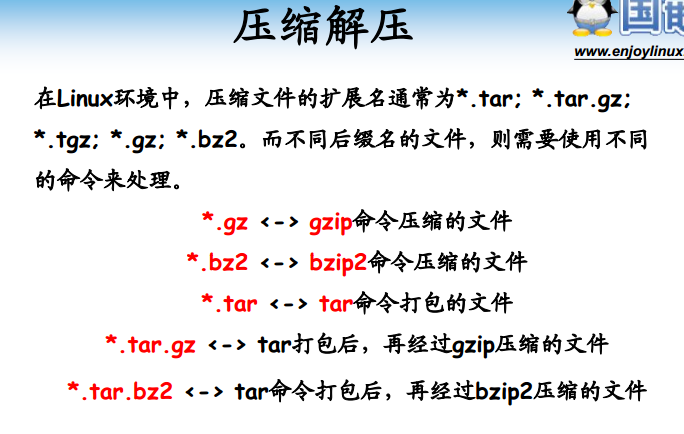 压缩解压
国
www.enjoylinux
在Linux环境中，压缩文件的扩展名通常为*.tar; *.tar.gz;
*.tgz; *.gz; *.bz2。而不同后缀名的文件，则需要使用不同
的命令来处理。
*.gz <-> gzip命令压缩的文件
*.bz2 <-> bzip2命令压缩的文件
*.tar <-> tar命令打包的文件
*.tar.gz <-> tar打包后，再经过gzip压缩的文件
*.tar.bz2 <-> tar命令打包后，再经过bzip2压缩的文件